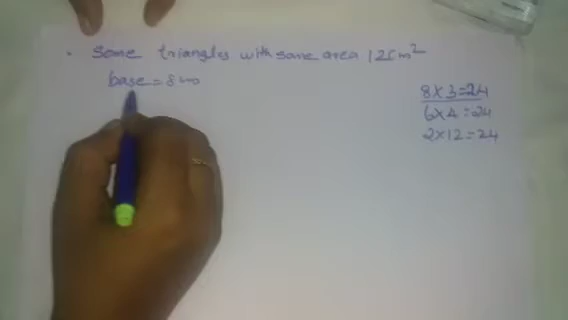 . Some triangles with same area 12cm²
base = 8cm
8 x 3 = 24
6 x 4 = 24
2 x 12 = 24